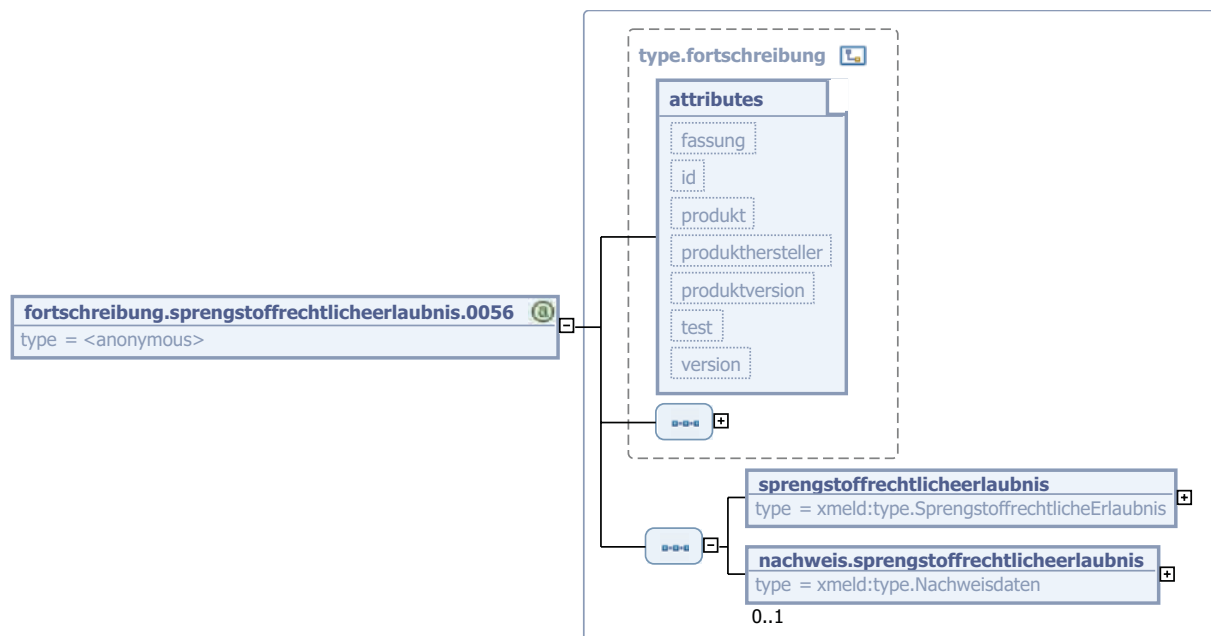 type.fortschreibung
attributes
fassung
id
produkt
produkthersteller
produktversion
test
version
fortschreibung.sprengstoffrechtlicheerlaubnis.0056 @
type = <anonymous>
sprengstoffrechtlicheerlaubnis
type = xmeld:type.SprengstoffrechtlicheErlaubnis
nachweis.sprengstoffrechtlicheerlaubnis
type = xmeld:type.Nachweisdaten
0..1